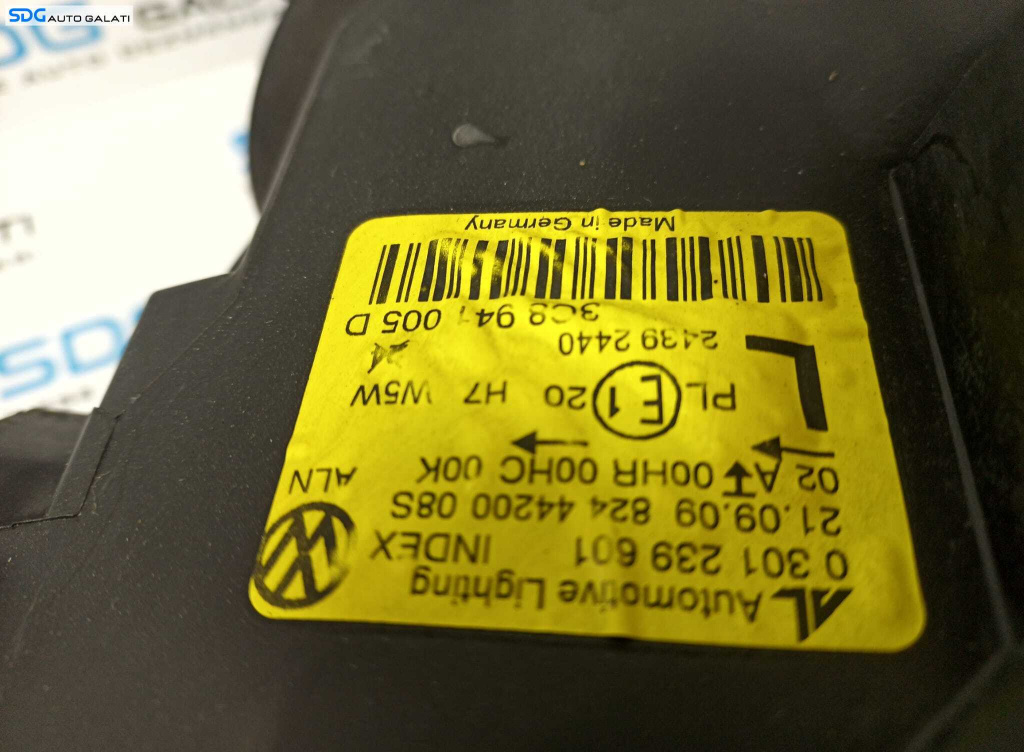 SDG AUTO GALATI
AL Automotive Lighting
0 301 239 601 INDEX
21.09.09 824 44200 08S
02 A 00HR 00HC 00K ALN
L PL E1 20 H7 W5W
2439 2440
3C8 941 005 D
Made in Germany